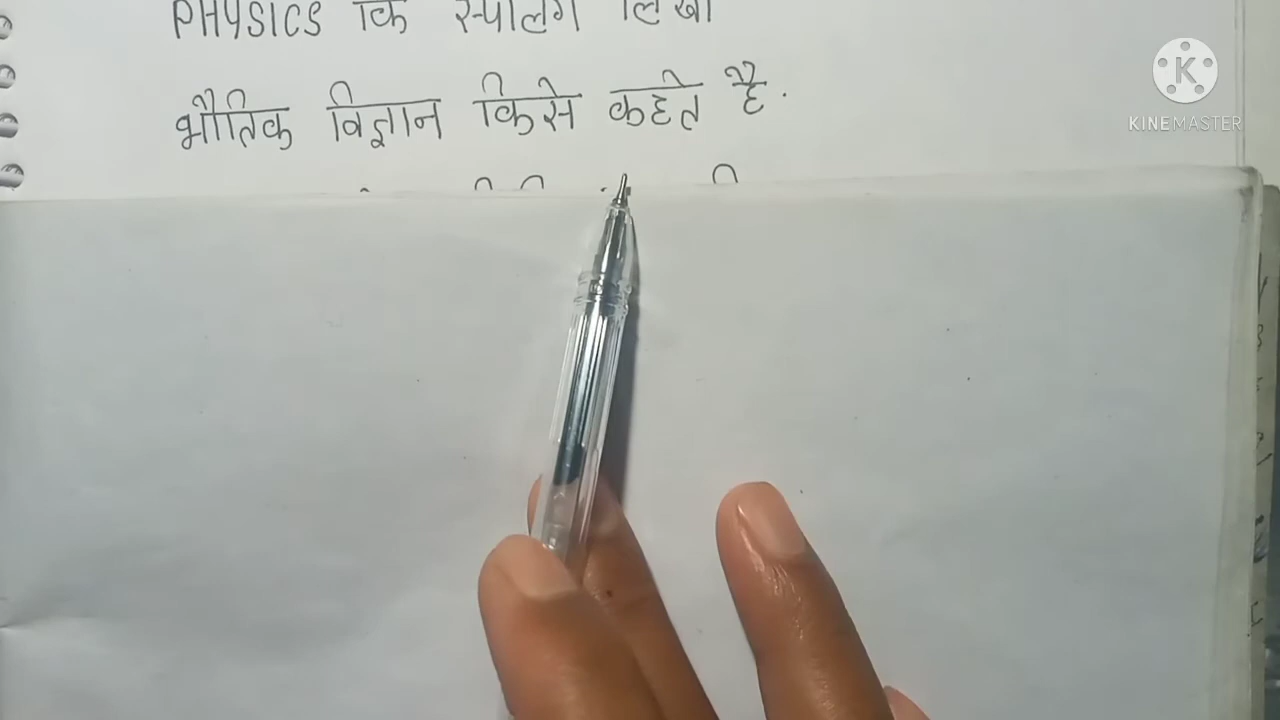 PHYSICS कि स्पेलिंग लिखो
भौतिक विज्ञान किसे कहते है.
K
KINEMASTER